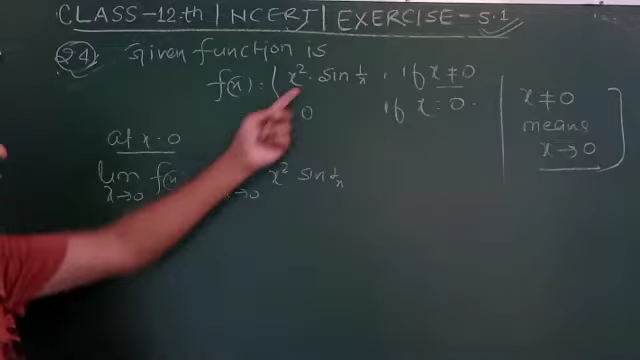 CLASS-12th | NCERT | EXERCISE-5.1
24 Given function is
f(x) = { x². sin 1/x , if x ≠ 0
0 if x = 0.
at x = 0
lim x→0 f(x) x→0 x² sin 1/x
x ≠ 0
means
x → 0